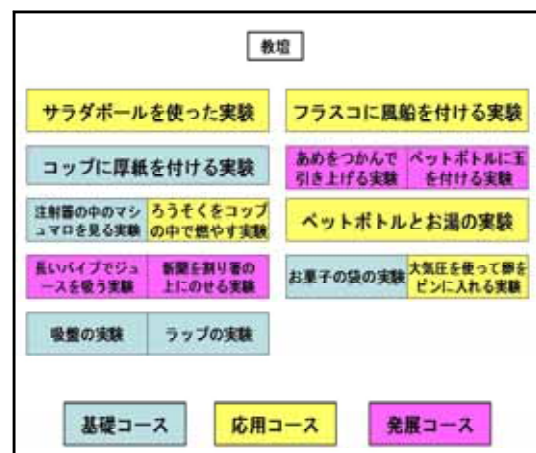 教壇
サラダボールを使った実験
フラスコに風船を付ける実験
コップに厚紙を付ける実験
あめをつかんで
引き上げる実験
ペットボトルに玉
を付ける実験
注射器の中のマシ
ュマロを見る実験
ろうそくをコップ
の中で燃やす実験
ペットボトルとお湯の実験
長いパイプでジュ
ースを吸う実験
新聞を割り箸の
上にのせる実験
お菓子の袋の実験
大気圧を使って卵を
ビンに入れる実験
吸盤の実験
ラップの実験
基礎コース
応用コース
発展コース